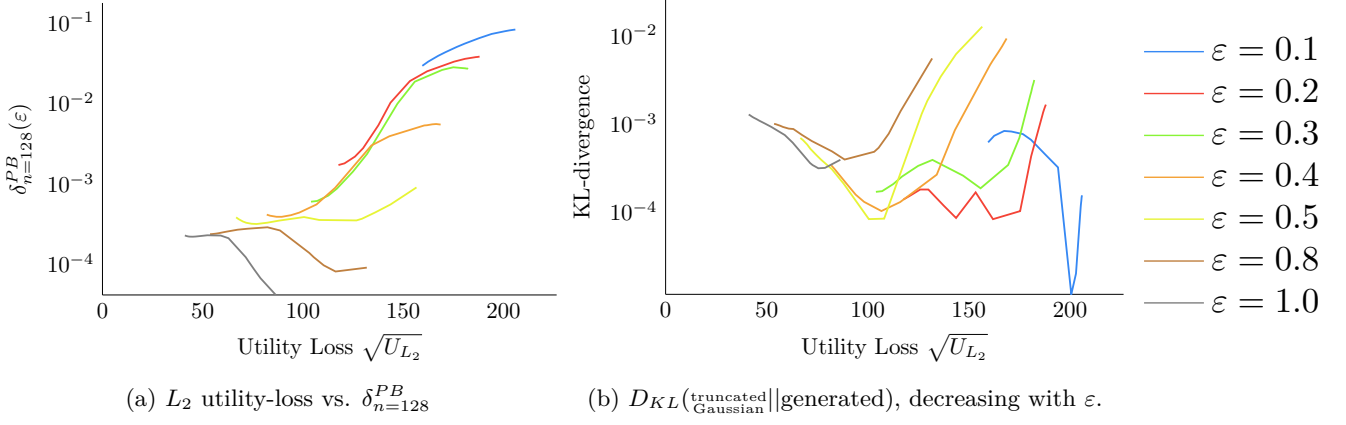 10⁻¹
10⁻²
10⁻³
10⁻⁴
δ^{PB}_{n=128}(ε)
0 50 100 150 200
Utility Loss √U_{L₂}
(a) L₂ utility-loss vs. δ^{PB}_{n=128}
10⁻²
10⁻³
10⁻⁴
KL-divergence
0 50 100 150 200
Utility Loss √U_{L₂}
(b) D_{KL}(truncated Gaussian||generated), decreasing with ε.
ε = 0.1
ε = 0.2
ε = 0.3
ε = 0.4
ε = 0.5
ε = 0.8
ε = 1.0